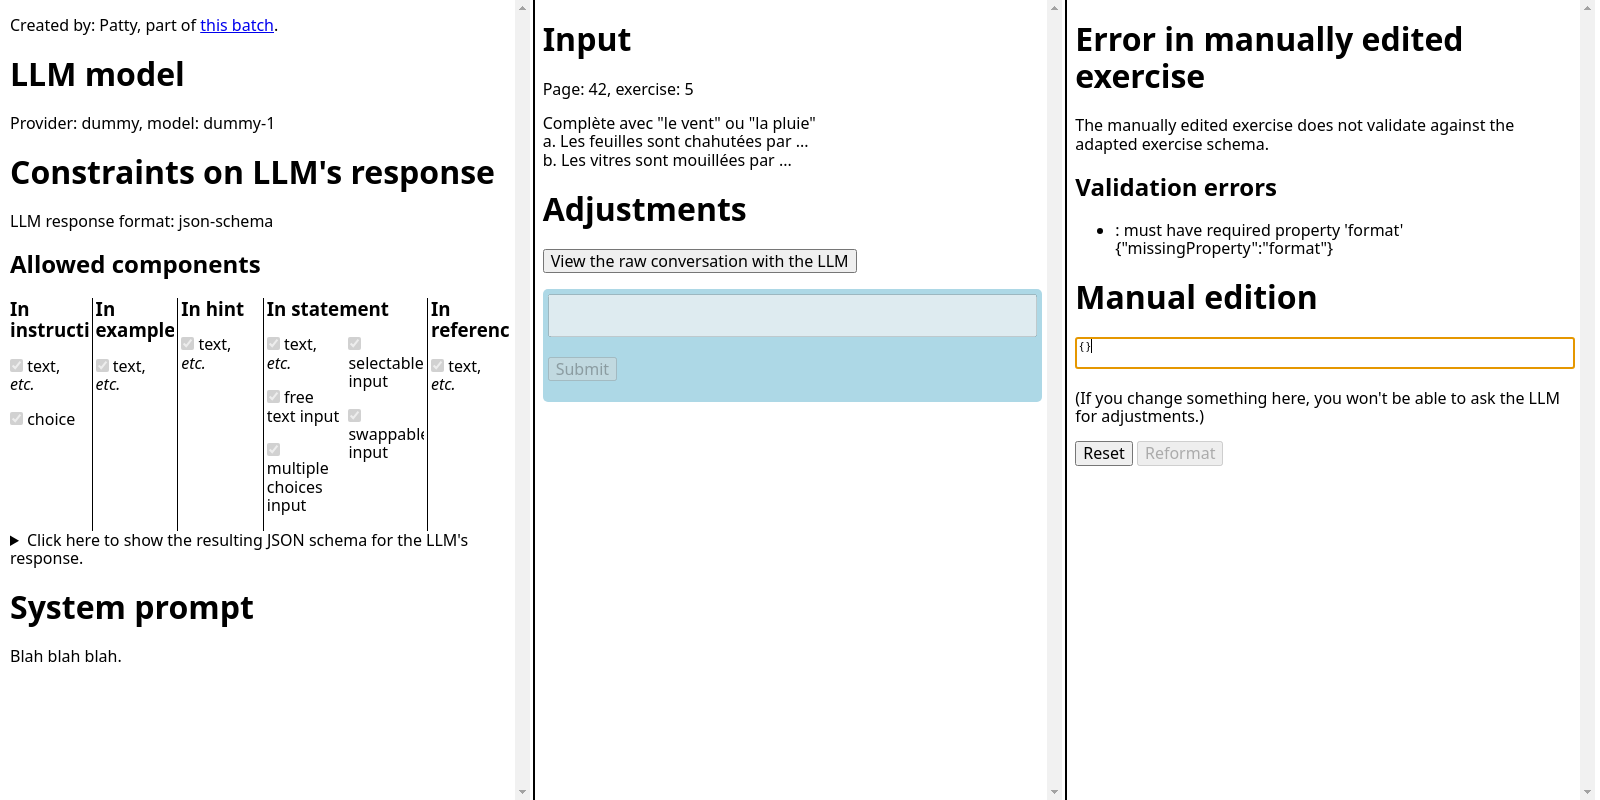 Created by: Patty, part of this batch.
LLM model
Provider: dummy, model: dummy-1
Constraints on LLM's response
LLM response format: json-schema
Allowed components
In
instructi
text,
etc.
choice
In
example
text,
etc.
In hint
text,
etc.
In statement
text,
etc.
free
text input
multiple
choices
input
selectable
input
swappable
input
In
referenc
text,
etc.
Click here to show the resulting JSON schema for the LLM's
response.
System prompt
Blah blah blah.
Input
Page: 42, exercise: 5
Complète avec "le vent" ou "la pluie"
a. Les feuilles sont chahutées par ...
b. Les vitres sont mouillées par ...
Adjustments
View the raw conversation with the LLM
Submit
Error in manually edited
exercise
The manually edited exercise does not validate against the
adapted exercise schema.
Validation errors
: must have required property 'format'
{"missingProperty":"format"}
Manual edition
{}
(If you change something here, you won't be able to ask the LLM
for adjustments.)
Reset Reformat